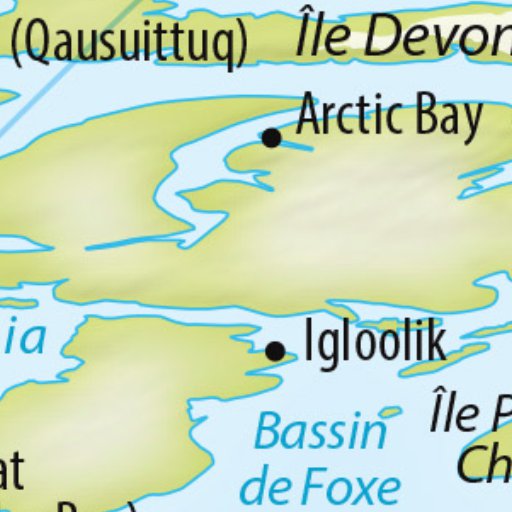 (Qausuittuq)
Île Devon
Arctic Bay
ia
Igloolik
Bassin
de Foxe
Île P
Ch
at